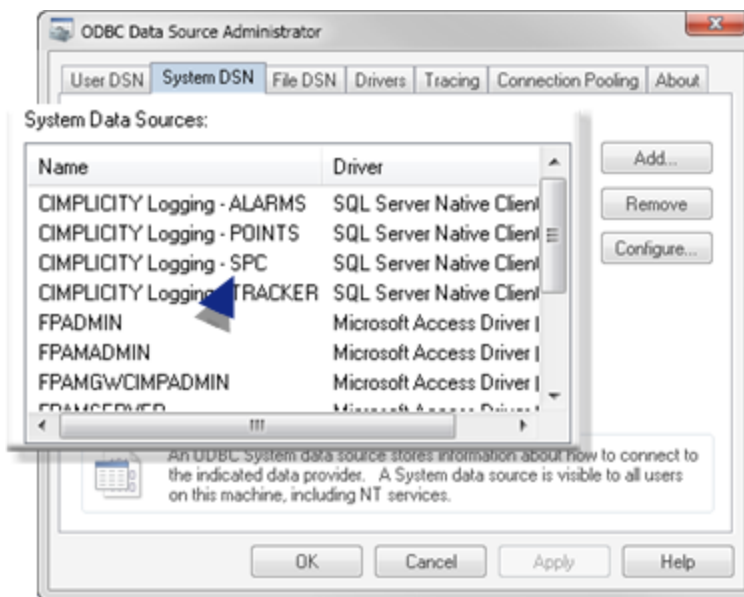 ODBC Data Source Administrator
User DSN System DSN File DSN Drivers Tracing Connection Pooling About
System Data Sources:
Name Driver
CIMPLICITY Logging - ALARMS SQL Server Native Client
CIMPLICITY Logging - POINTS SQL Server Native Client
CIMPLICITY Logging - SPC SQL Server Native Client
CIMPLICITY Logging TRACKER SQL Server Native Client
FPADMIN Microsoft Access Driver (
FPAMADMIN Microsoft Access Driver (
FPAMGWCIMPADMIN Microsoft Access Driver (
FPAMSERVER Microsoft Access Driver
Add...
Remove
Configure...
An ODBC System data source stores information about how to connect to
the indicated data provider. A System data source is visible to all users
on this machine, including NT services.
OK Cancel Apply Help